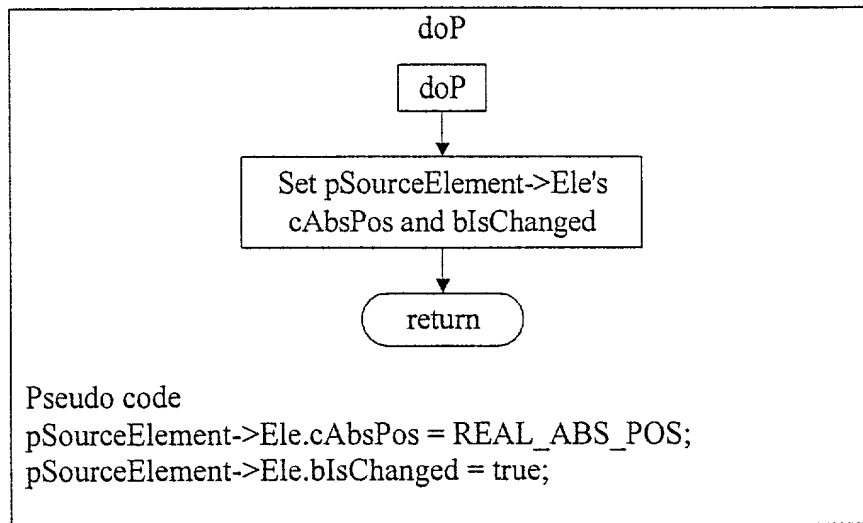 doP
doP
Set pSourceElement->Ele's
cAbsPos and bIsChanged
return
Pseudo code
pSourceElement->Ele.cAbsPos = REAL_ABS_POS;
pSourceElement->Ele.bIsChanged = true;